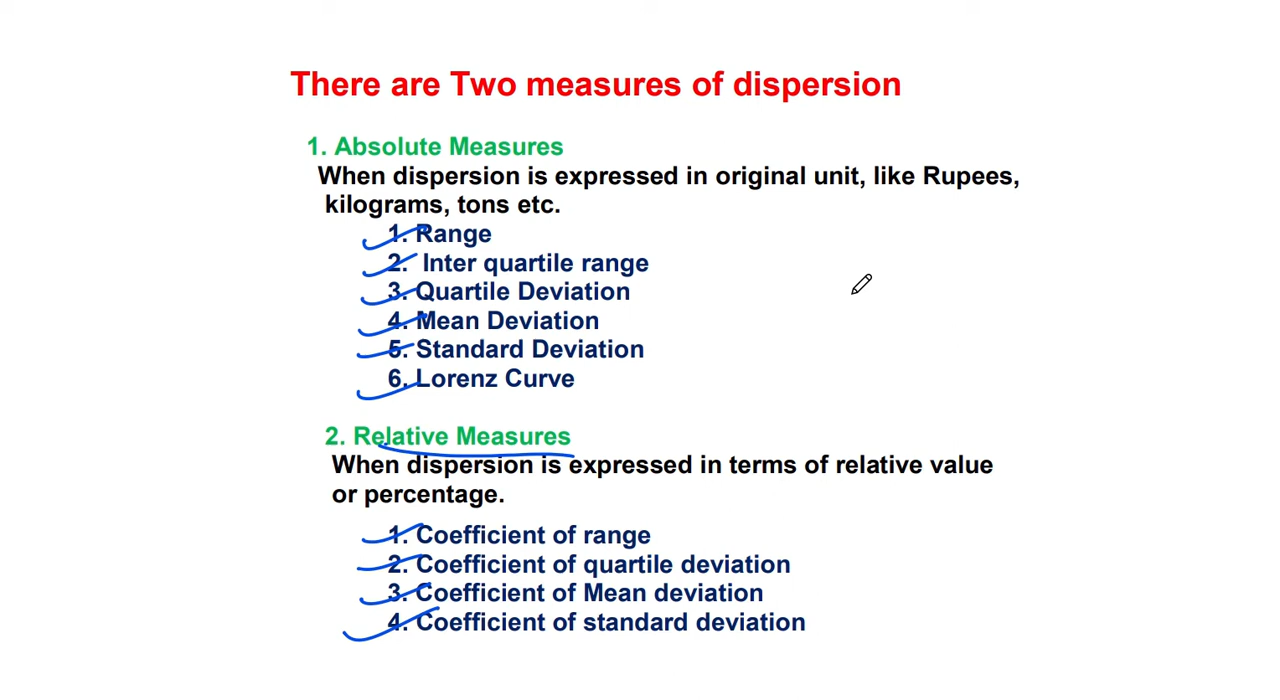 There are Two measures of dispersion
1. Absolute Measures
When dispersion is expressed in original unit, like Rupees,
kilograms, tons etc.
1. Range
2. Inter quartile range
3. Quartile Deviation
4. Mean Deviation
5. Standard Deviation
6. Lorenz Curve
2. Relative Measures
When dispersion is expressed in terms of relative value
or percentage.
1. Coefficient of range
2. Coefficient of quartile deviation
3. Coefficient of Mean deviation
4. Coefficient of standard deviation